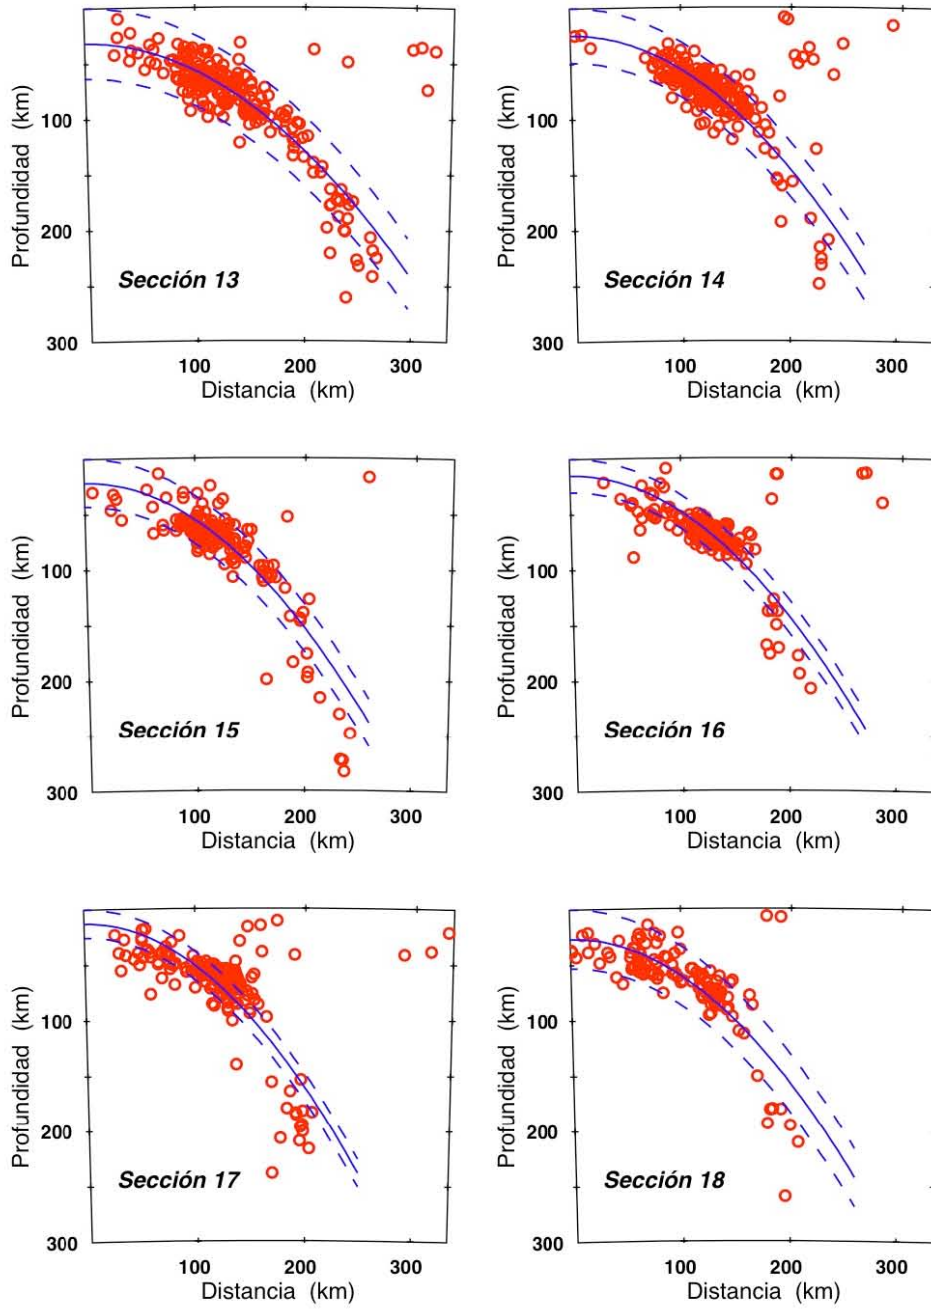 Profundidad (km)
100
200
300
Sección 13
100 200 300
Distancia (km)
Profundidad (km)
100
200
300
Sección 14
100 200 300
Distancia (km)
Profundidad (km)
100
200
300
Sección 15
100 200 300
Distancia (km)
Profundidad (km)
100
200
300
Sección 16
100 200 300
Distancia (km)
Profundidad (km)
100
200
300
Sección 17
100 200 300
Distancia (km)
Profundidad (km)
100
200
300
Sección 18
100 200 300
Distancia (km)